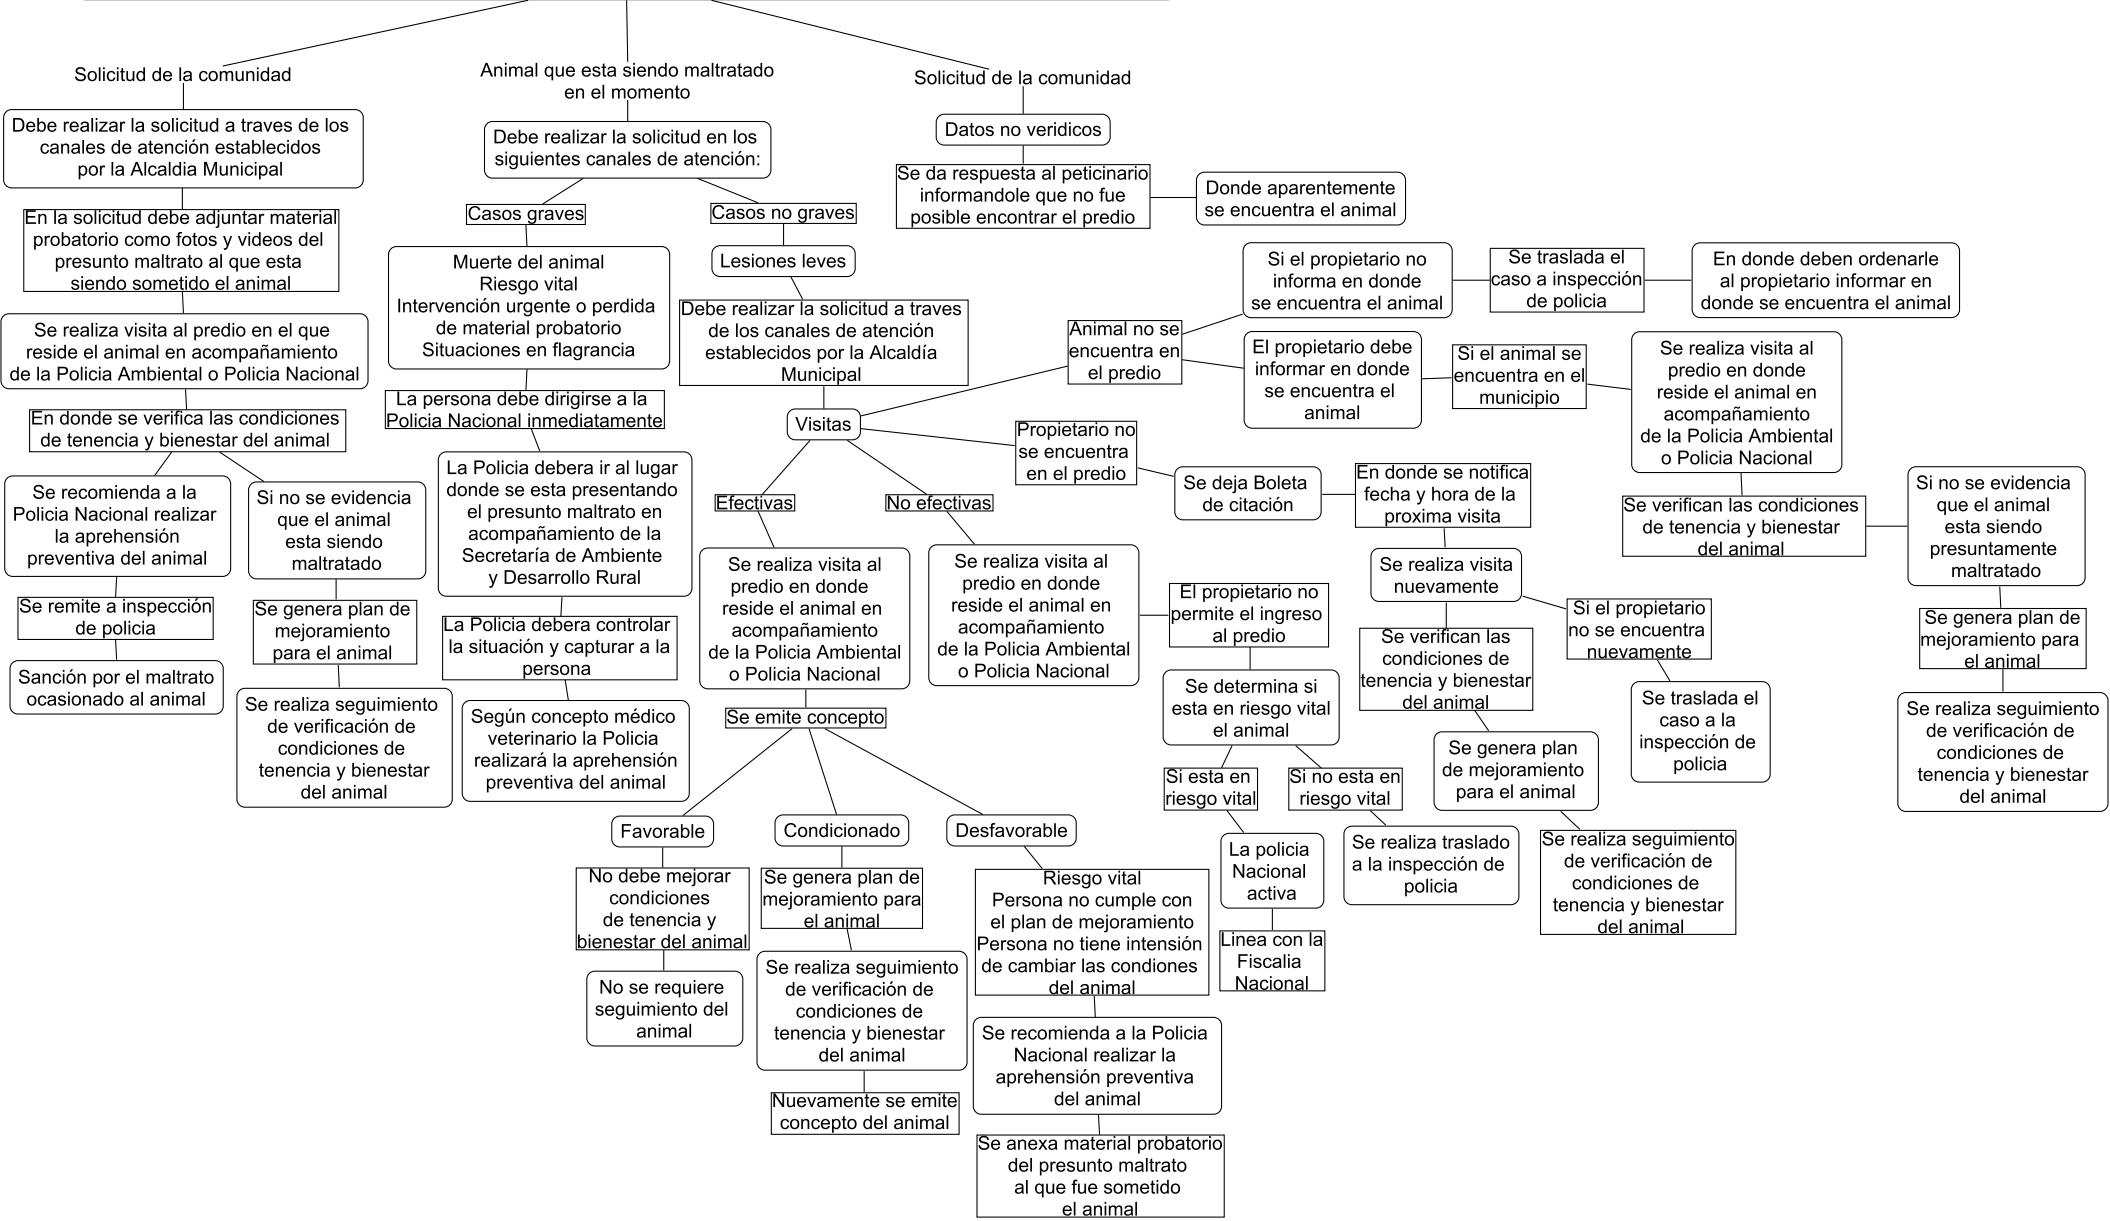 Solicitud de la comunidad
Debe realizar la solicitud a traves de los
canales de atención establecidos
por la Alcaldia Municipal
En la solicitud debe adjuntar material
probatorio como fotos y videos del
presunto maltrato al que esta
siendo sometido el animal
Se realiza visita al predio en el que
reside el animal en acompañamiento
de la Policia Ambiental o Policia Nacional
En donde se verifica las condiciones
de tenencia y bienestar del animal
Se recomienda a la
Policia Nacional realizar
la aprehensión
preventiva del animal
Se remite a inspección
de policia
Sanción por el maltrato
ocasionado al animal
Si no se evidencia
que el animal
esta siendo
maltratado
Se genera plan de
mejoramiento
para el animal
Se realiza seguimiento
de verificación de
condiciones de
tenencia y bienestar
del animal
Animal que esta siendo maltratado
en el momento
Debe realizar la solicitud en los
siguientes canales de atención:
Casos graves
Muerte del animal
Riesgo vital
Intervención urgente o perdida
de material probatorio
Situaciones en flagrancia
La persona debe dirigirse a la
Policia Nacional inmediatamente
La Policia debera ir al lugar
donde se esta presentando
el presunto maltrato en
acompañamiento de la
Secretaría de Ambiente
y Desarrollo Rural
La Policia debera controlar
la situación y capturar a la
persona
Según concepto médico
veterinario la Policia
realizará la aprehensión
preventiva del animal
Casos no graves
Lesiones leves
Debe realizar la solicitud a traves
de los canales de atención
establecidos por la Alcaldía
Municipal
Visitas
Efectivas
Se realiza visita al
predio en donde
reside el animal en
acompañamiento
de la Policia Ambiental
o Policia Nacional
Se emite concepto
Favorable
No debe mejorar
condiciones
de tenencia y
bienestar del animal
No se requiere
seguimiento del
animal
Condicionado
Se genera plan de
mejoramiento para
el animal
Se realiza seguimiento
de verificación de
condiciones de
tenencia y bienestar
del animal
Nuevamente se emite
concepto del animal
Desfavorable
Riesgo vital
Persona no cumple con
el plan de mejoramiento
Persona no tiene intensión
de cambiar las condiones
del animal
Se recomienda a la Policia
Nacional realizar la
aprehensión preventiva
del animal
Se anexa material probatorio
del presunto maltrato
al que fue sometido
el animal
No efectivas
Se realiza visita al
predio en donde
reside el animal en
acompañamiento
de la Policia Ambiental
o Policia Nacional
El propietario no
permite el ingreso
al predio
Se determina si
esta en riesgo vital
el animal
Si esta en
riesgo vital
La policia
Nacional
activa
Linea con la
Fiscalia
Nacional
Si no esta en
riesgo vital
Se realiza traslado
a la inspección de
policia
Propietario no
se encuentra
en el predio
Se deja Boleta
de citación
En donde se notifica
fecha y hora de la
proxima visita
Se realiza visita
nuevamente
Se verifican las
condiciones de
tenencia y bienestar
del animal
Se genera plan
de mejoramiento
para el animal
Se realiza seguimiento
de verificación de
condiciones de
tenencia y bienestar
del animal
Si el propietario
no se encuentra
nuevamente
Se traslada el
caso a la
inspección de
policia
Animal no se
encuentra en
el predio
Si el propietario no
informa en donde
se encuentra el animal
Se traslada el
caso a inspección
de policia
En donde deben ordenarle
al propietario informar en
donde se encuentra el animal
El propietario debe
informar en donde
se encuentra el
animal
Si el animal se
encuentra en el
municipio
Se realiza visita al
predio en donde
reside el animal en
acompañamiento
de la Policia Ambiental
o Policia Nacional
Se verifican las condiciones
de tenencia y bienestar
del animal
Si no se evidencia
que el animal
esta siendo
presuntamente
maltratado
Se genera plan de
mejoramiento para
el animal
Se realiza seguimiento
de verificación de
condiciones de
tenencia y bienestar
del animal
Solicitud de la comunidad
Datos no veridicos
Se da respuesta al peticinario
informandole que no fue
posible encontrar el predio
Donde aparentemente
se encuentra el animal